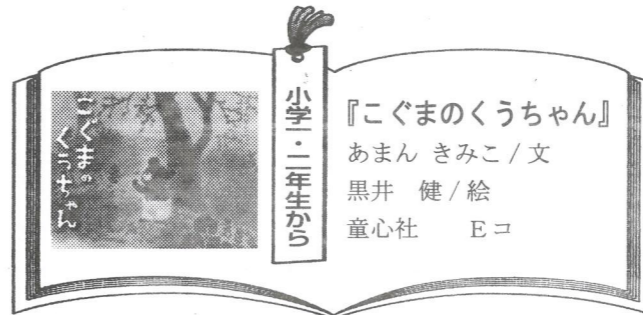 こぐまの
くうちゃん
小学一・二年生から
『こぐまのくうちゃん』
あまん きみこ / 文
黒井 健 / 絵
童心社 Eコ